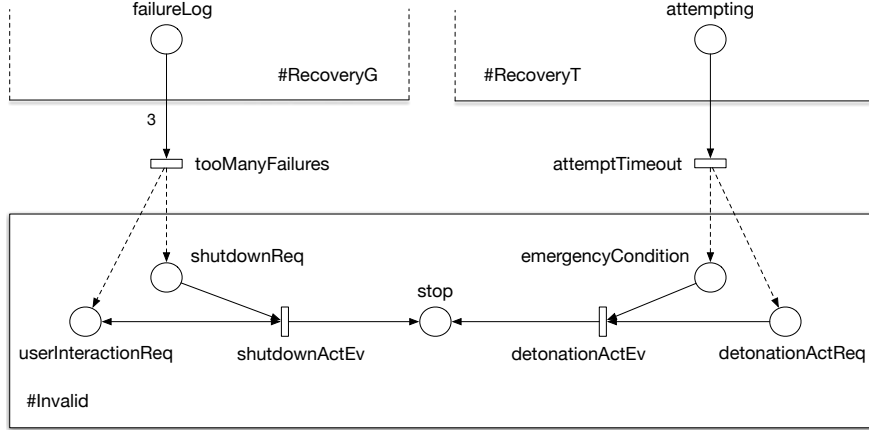 failureLog
attempting
#RecoveryG
#RecoveryT
3
tooManyFailures
attemptTimeout
shutdownReq
emergencyCondition
stop
userInteractionReq
shutdownActEv
detonationActEv
detonationActReq
#Invalid